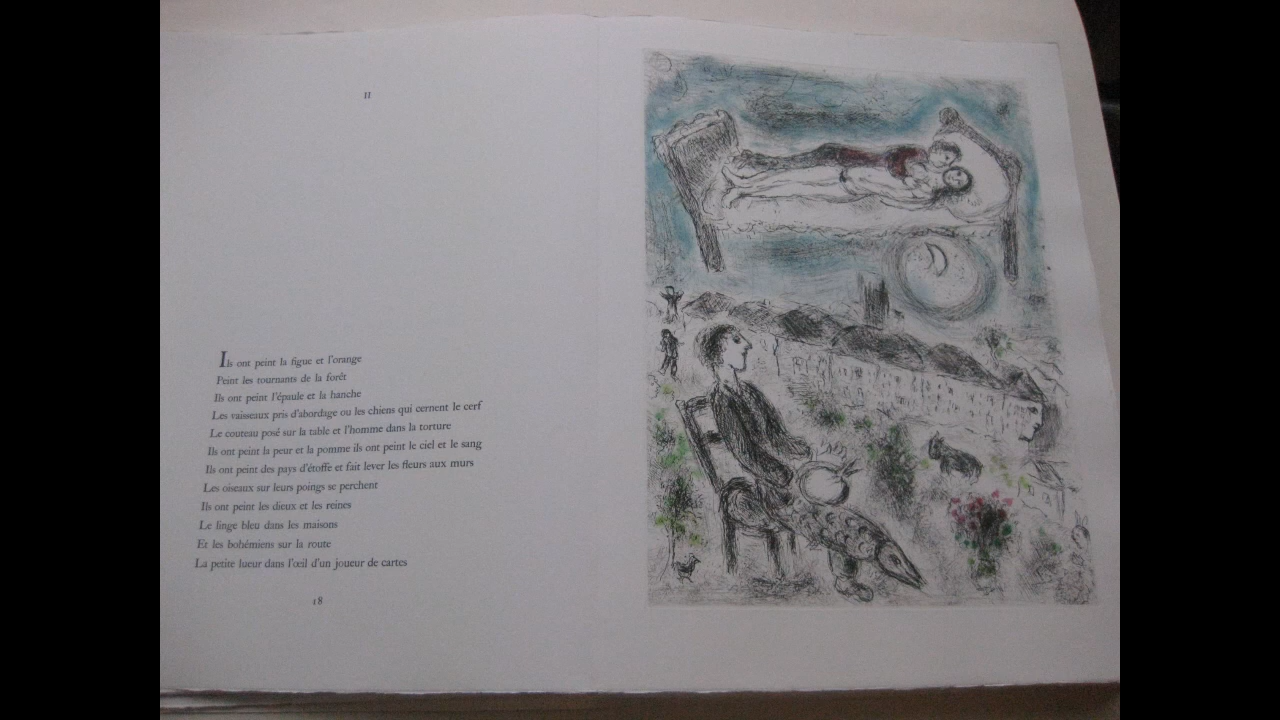 II
Ils ont peint la figue et l'orange
Peint les tournants de la forêt
Ils ont peint l'épaule et la hanche
Les vaisseaux pris d'abordage ou les chiens qui cernent le cerf
Le couteau posé sur la table et l'homme dans la torture
Ils ont peint la peur et la pomme ils ont peint le ciel et le sang
Ils ont peint des pays d'étoffe et fait lever les fleurs aux murs
Les oiseaux sur leurs poings se perchent
Ils ont peint les dieux et les reines
Le linge bleu dans les maisons
Et les bohémiens sur la route
La petite lueur dans l'œil d'un joueur de cartes
18